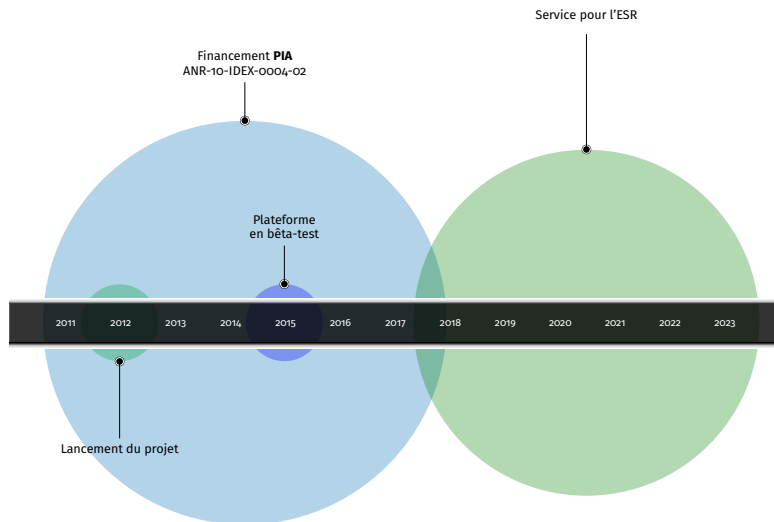 Service pour l'ESR
Financement PIA
ANR-10-IDEX-0004-02
Plateforme
en bêta-test
2011 2012 2013 2014 2015 2016 2017 2018 2019 2020 2021 2022 2023
Lancement du projet